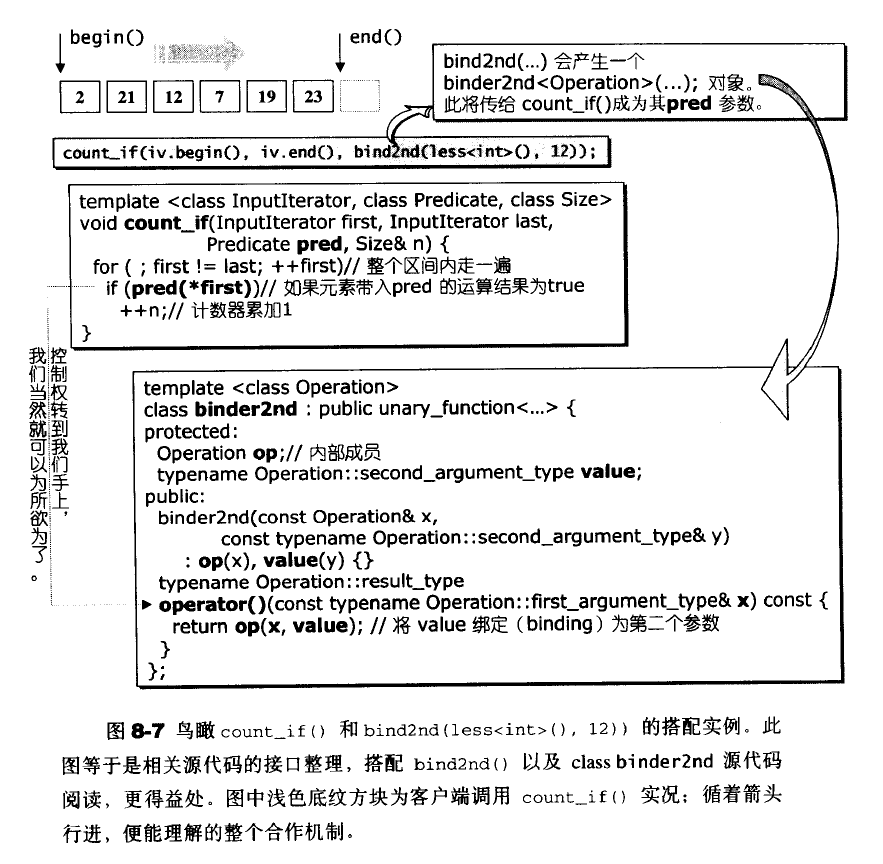 begin()
end()
2 21 12 7 19 23
bind2nd(...) 会产生一个
binder2nd<Operation>(...); 对象。
此将传给 count_if()成为其pred 参数。
count_if(iv.begin(), iv.end(), bind2nd(less<int>(), 12));
template <class InputIterator, class Predicate, class Size>
void count_if(InputIterator first, InputIterator last,
Predicate pred, Size& n) {
for ( ; first != last; ++first)// 整个区间内走一遍
if (pred(*first))// 如果元素带入pred 的运算结果为true
++n;// 计数器累加1
}
控制权转到我们手上，
我们当然就可以为所欲为了。
template <class Operation>
class binder2nd : public unary_function<...> {
protected:
Operation op;// 内部成员
typename Operation::second_argument_type value;
public:
binder2nd(const Operation& x,
const typename Operation::second_argument_type& y)
: op(x), value(y) {}
typename Operation::result_type
operator()(const typename Operation::first_argument_type& x) const {
return op(x, value); // 将 value 绑定（binding）为第二个参数
}
};
图 8-7 鸟瞰 count_if() 和 bind2nd(less<int>(), 12)) 的搭配实例。此
图等于是相关源代码的接口整理，搭配 bind2nd() 以及 class binder2nd 源代码
阅读，更得益处。图中浅色底纹方块为客户端调用 count_if() 实况；循着箭头
行进，便能理解的整个合作机制。